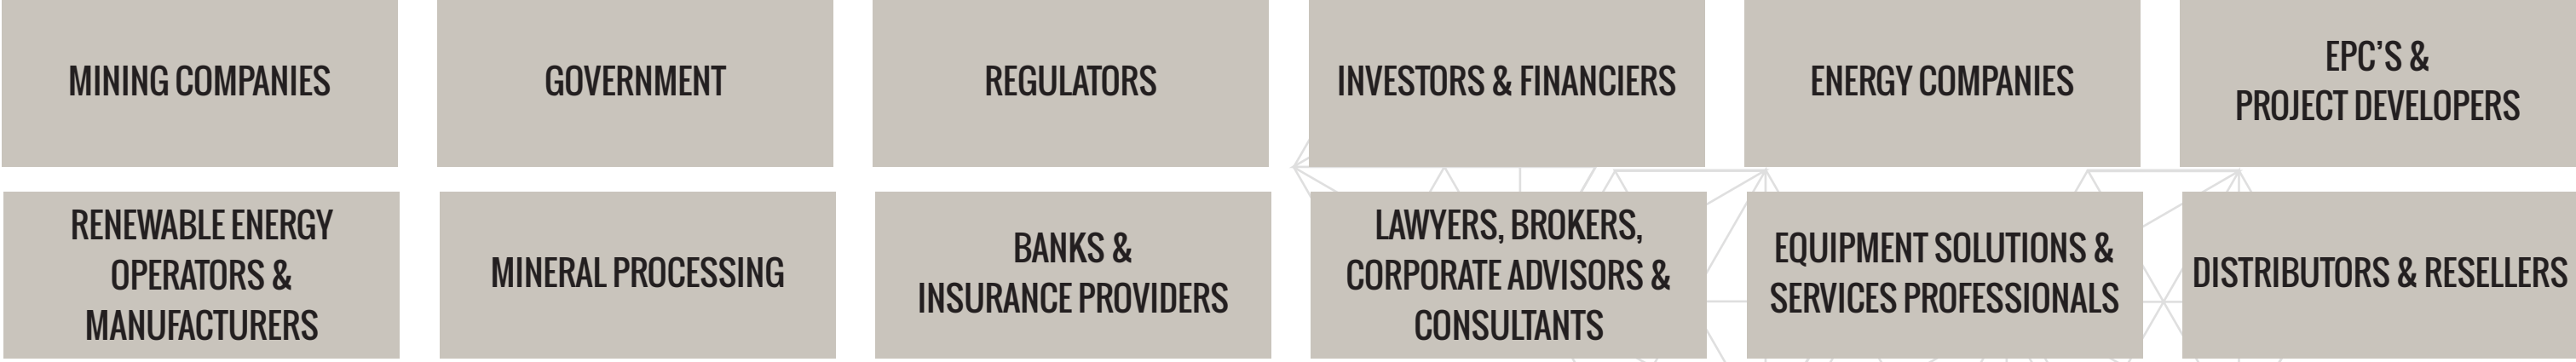 MINING COMPANIES
GOVERNMENT
REGULATORS
INVESTORS & FINANCIERS
ENERGY COMPANIES
EPC’S &
PROJECT DEVELOPERS
RENEWABLE ENERGY
OPERATORS &
MANUFACTURERS
MINERAL PROCESSING
BANKS &
INSURANCE PROVIDERS
LAWYERS, BROKERS,
CORPORATE ADVISORS &
CONSULTANTS
EQUIPMENT SOLUTIONS &
SERVICES PROFESSIONALS
DISTRIBUTORS & RESELLERS